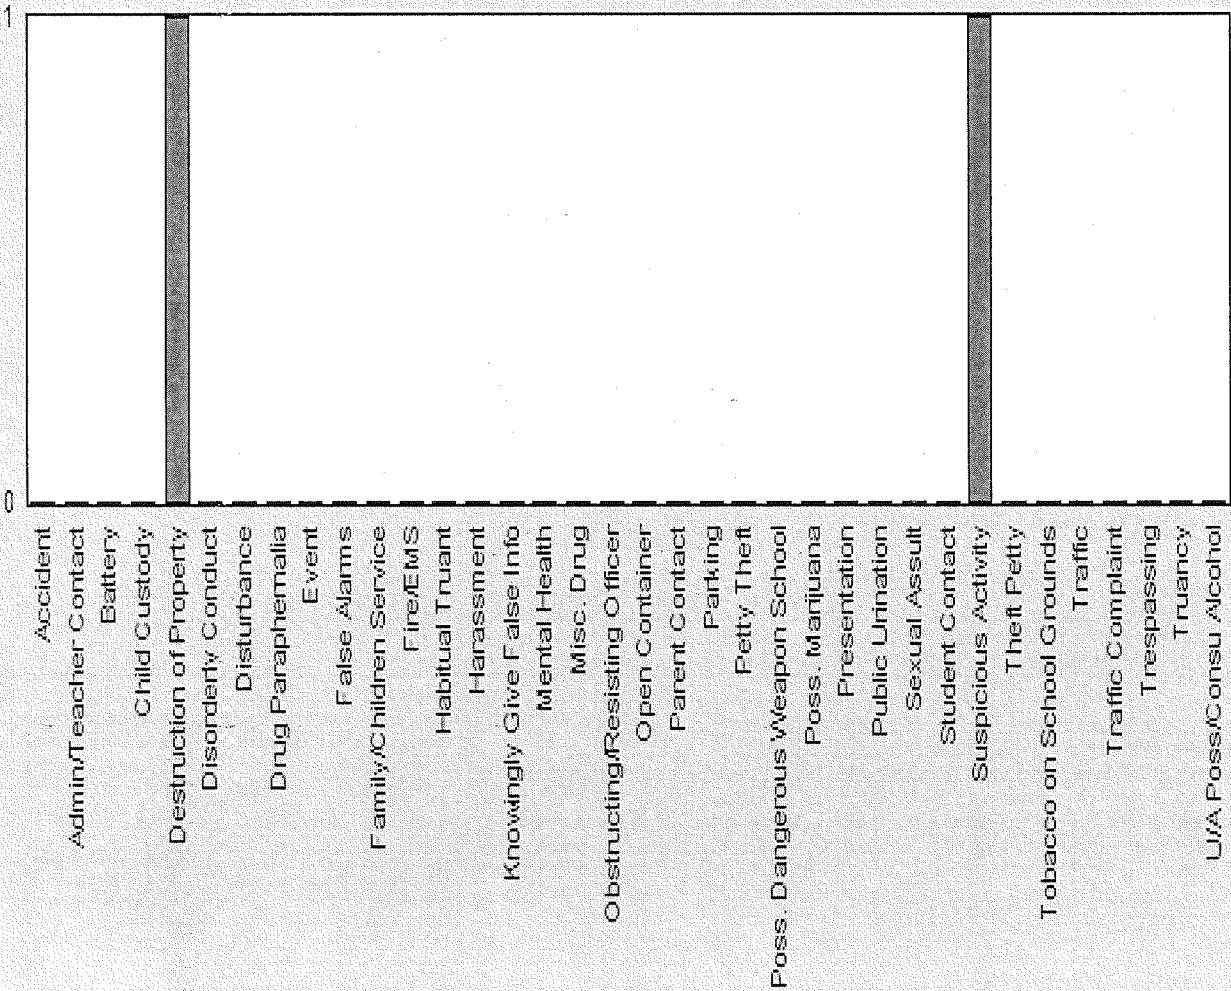 1
0
Accident
Admin/Teacher Contact
Battery
Child Custody
Destruction of Property
Disorderly Conduct
Disturbance
Drug Paraphernalia
Event
False Alarms
Family/Children Service
Fire/EMS
Habitual Truant
Harassment
Knowingly Give False Info
Mental Health
Misc. Drug
Obstructing/Resisting Officer
Open Container
Parent Contact
Parking
Petty Theft
Poss. Dangerous Weapon School
Poss. Marijuana
Presentation
Public Urination
Sexual Assult
Student Contact
Suspicious Activity
Theft Petty
Tobacco on School Grounds
Traffic
Traffic Complaint
Trespassing
Truancy
U/A Poss/Consu Alcohol